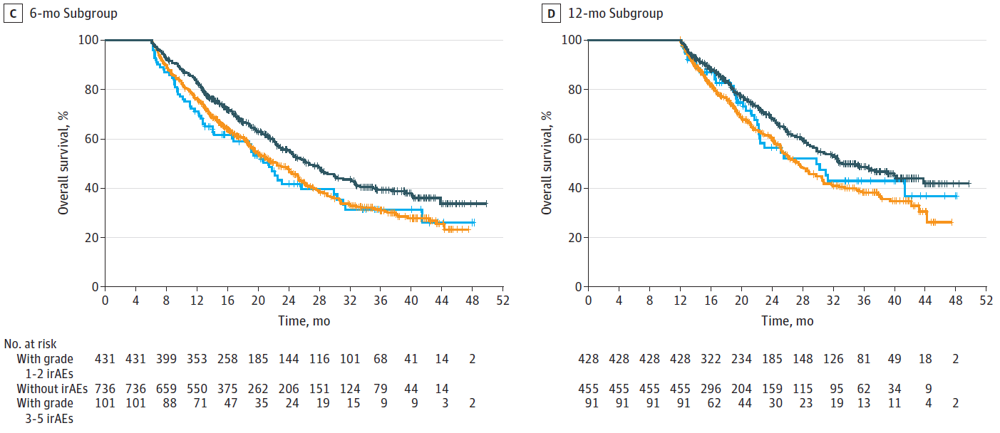 C 6-mo Subgroup
100
80
60
40
20
0
Overall survival, %
0 4 8 12 16 20 24 28 32 36 40 44 48 52
Time, mo
No. at risk
With grade 431 431 399 353 258 185 144 116 101 68 41 14 2
1-2 irAEs
Without irAEs 736 736 659 550 375 262 206 151 124 79 44 14
With grade 101 101 88 71 47 35 24 19 15 9 9 3 2
3-5 irAEs
D 12-mo Subgroup
100
80
60
40
20
0
Overall survival, %
0 4 8 12 16 20 24 28 32 36 40 44 48 52
Time, mo
428 428 428 428 322 234 185 148 126 81 49 18 2
455 455 455 455 296 204 159 115 95 62 34 9
91 91 91 91 62 44 30 23 19 13 11 4 2